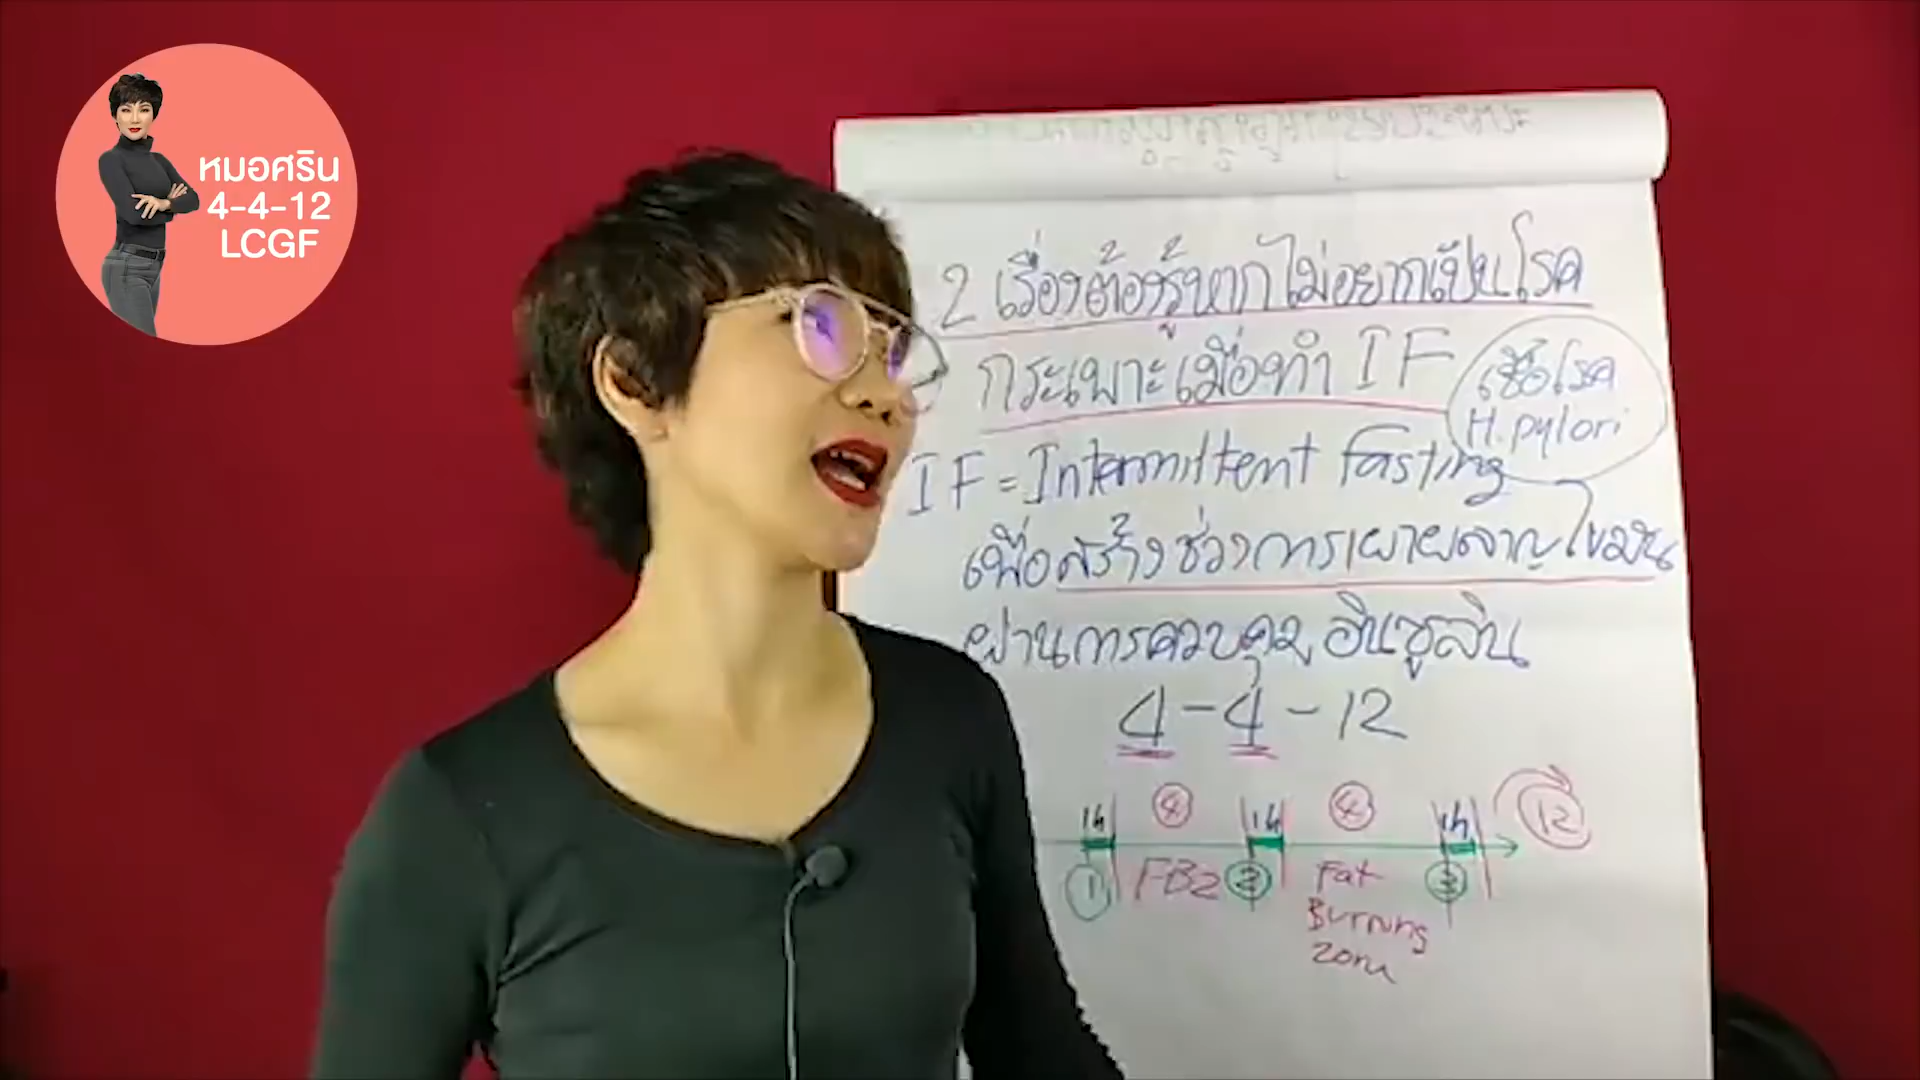 หมอศริน
4-4-12
LCGF
2 เรื่องต้องรู้หากไม่อยากเป็นโรค
กระเพาะเมื่อทำ IF
เชื้อโรค
H. pylori
IF = Intermittent fasting
เพื่อสร้างช่วงการเผาผลาญไขมัน
ผ่านการควบคุมอินซูลิน
4-4-12
1h 4 1h 4 1h 12
1 FBZ 2 Fat 3
Burning
Zone